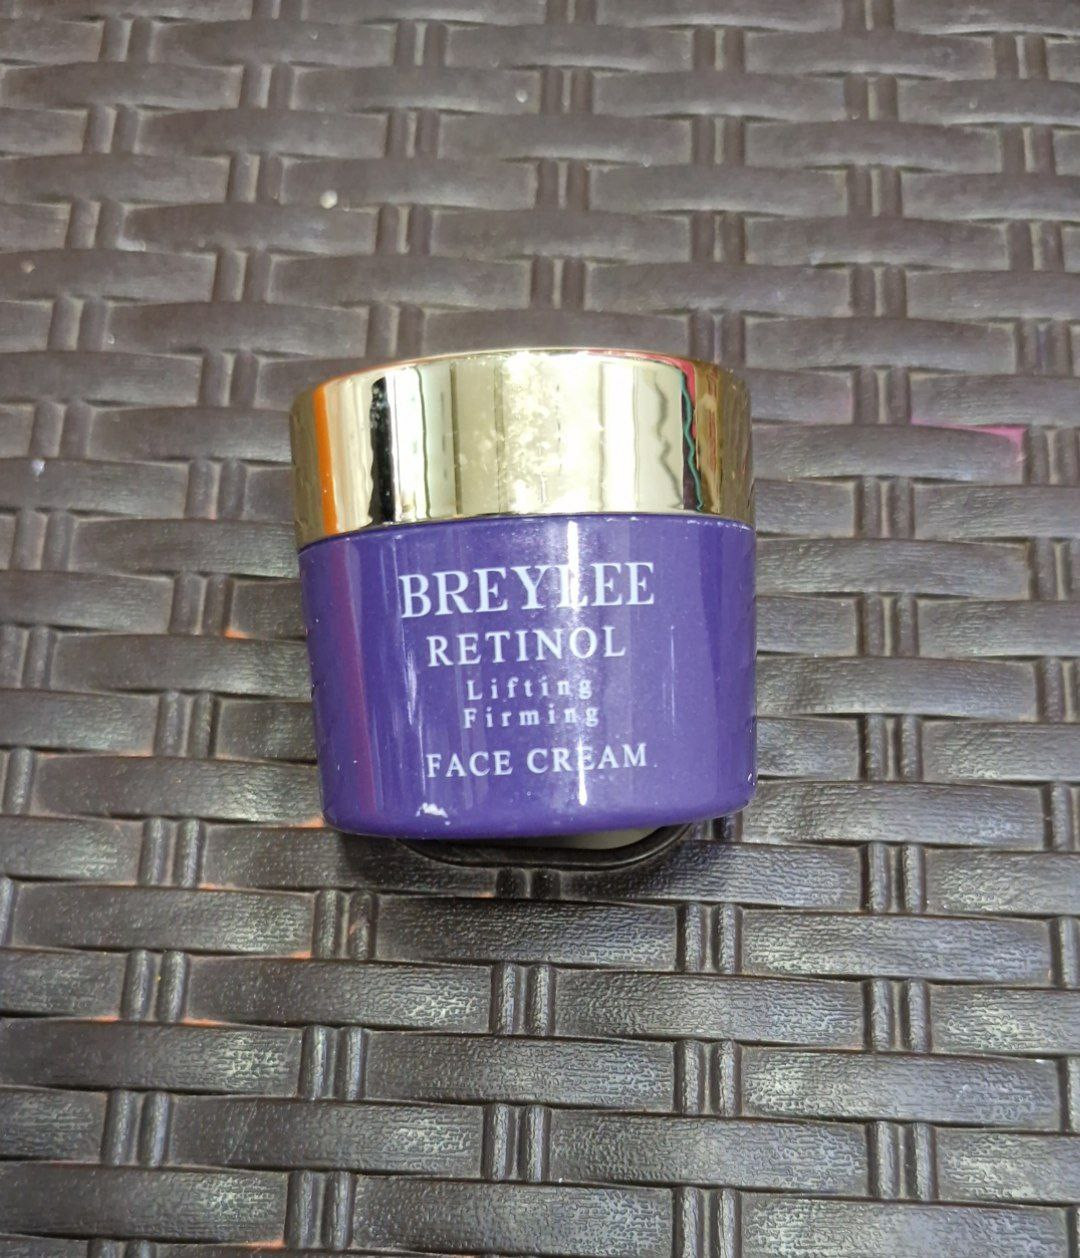 BREYLEE
RETINOL
Lifting
Firming
FACE CREAM